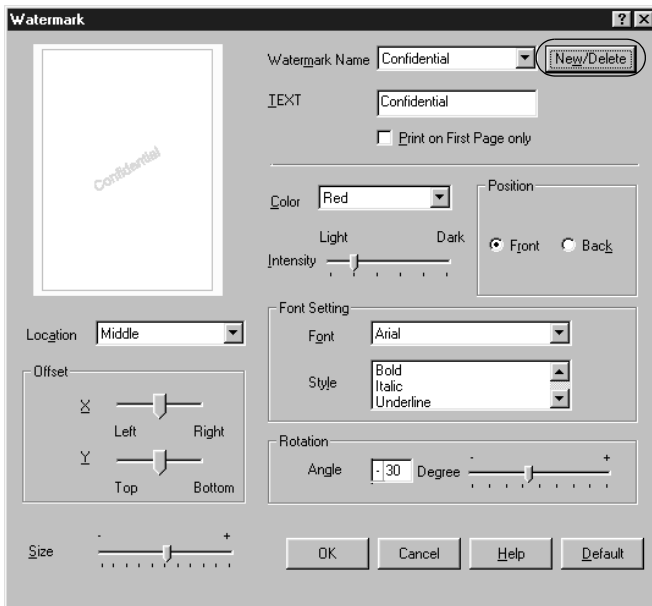 Watermark
Confidential
Watermark Name Confidential New/Delete
TEXT Confidential
Print on First Page only
Color Red
Light Dark
Intensity
Position
Front Back
Location Middle
Font Setting
Font Arial
Style Bold
Italic
Underline
Offset
X
Left Right
Y
Top Bottom
Rotation
Angle - 30 Degree - +
Size - +
OK Cancel Help Default